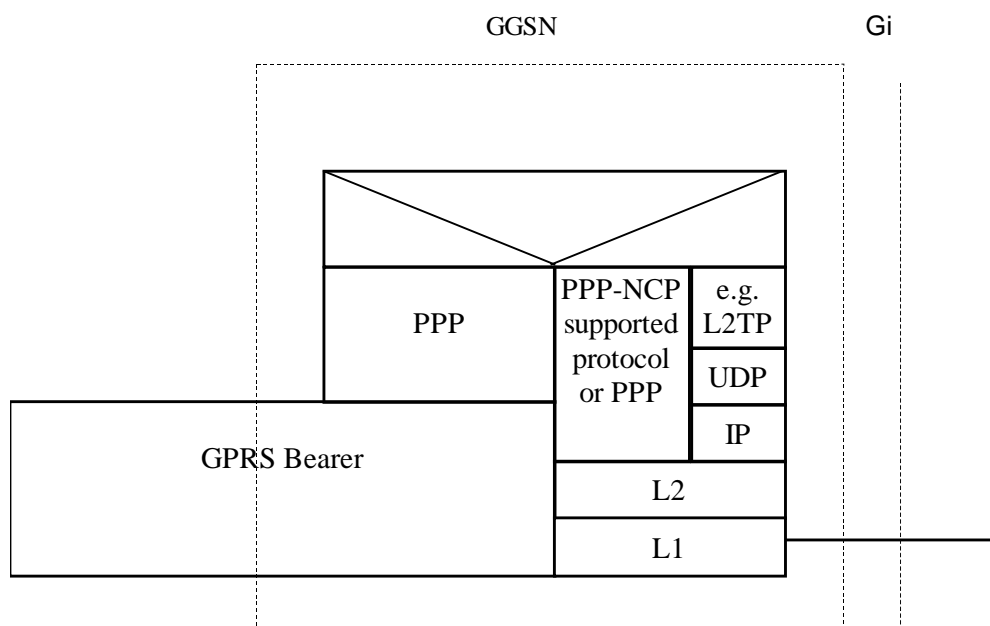 GGSN
Gi
PPP
PPP-NCP
supported
protocol
or PPP
e.g.
L2TP
UDP
IP
GPRS Bearer
L2
L1